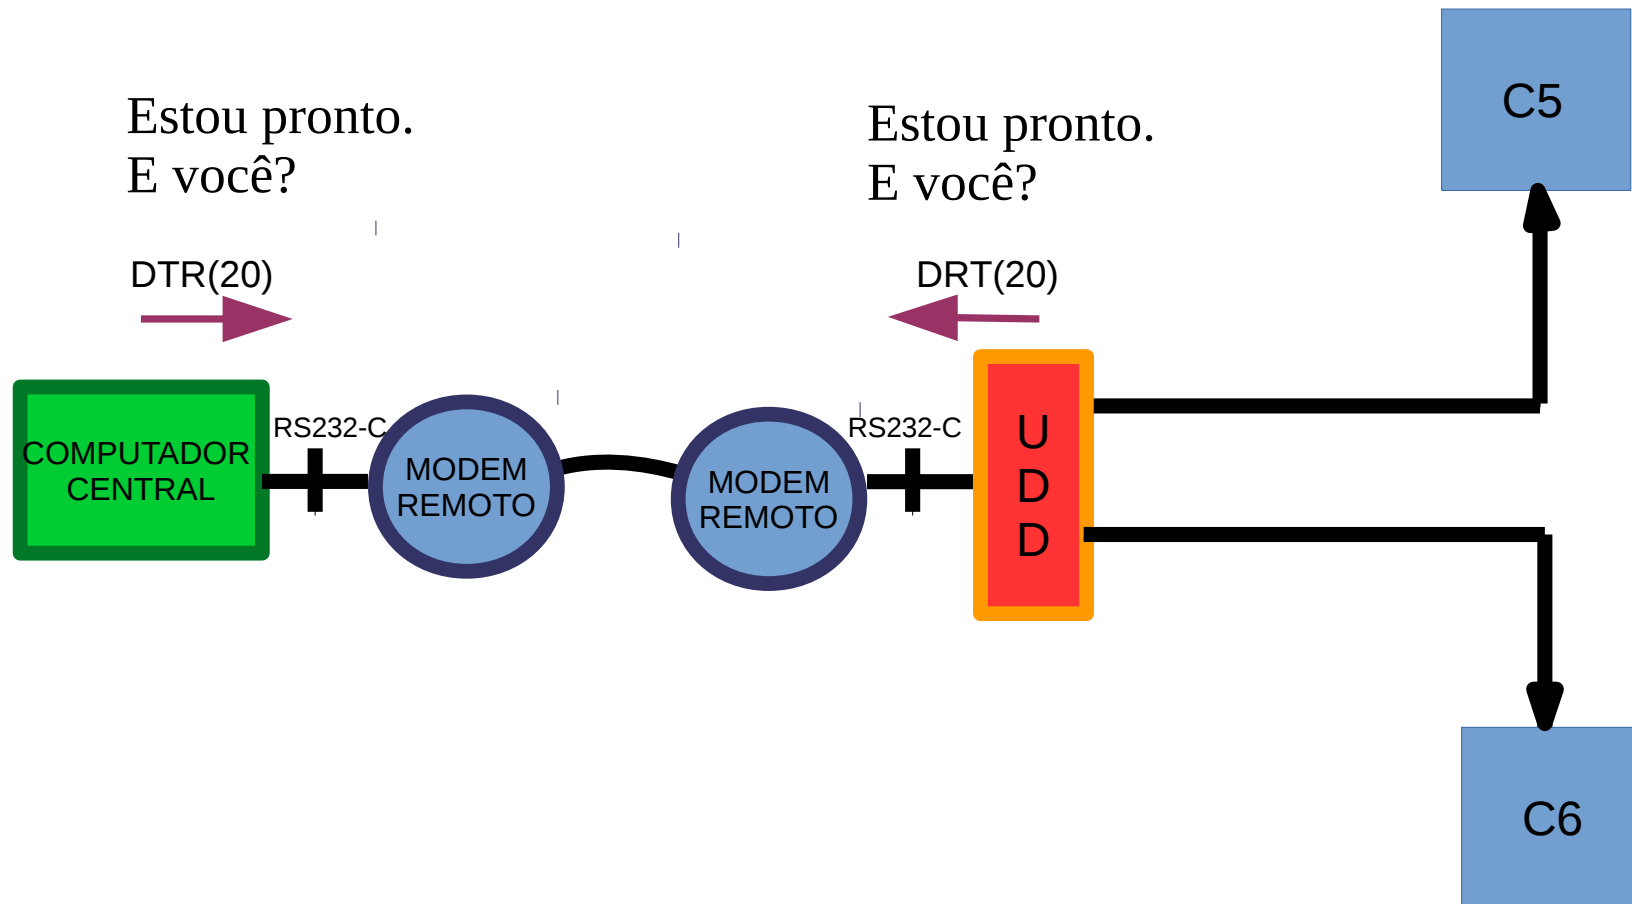 Estou pronto.
E você?
Estou pronto.
E você?
C5
DTR(20)
DRT(20)
COMPUTADOR
CENTRAL
RS232-C
MODEM
REMOTO
MODEM
REMOTO
RS232-C
U
D
D
C6